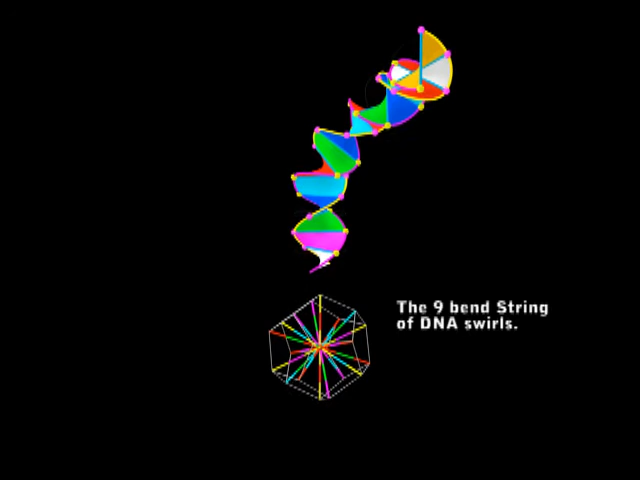 The 9 bend String
of DNA swirls.